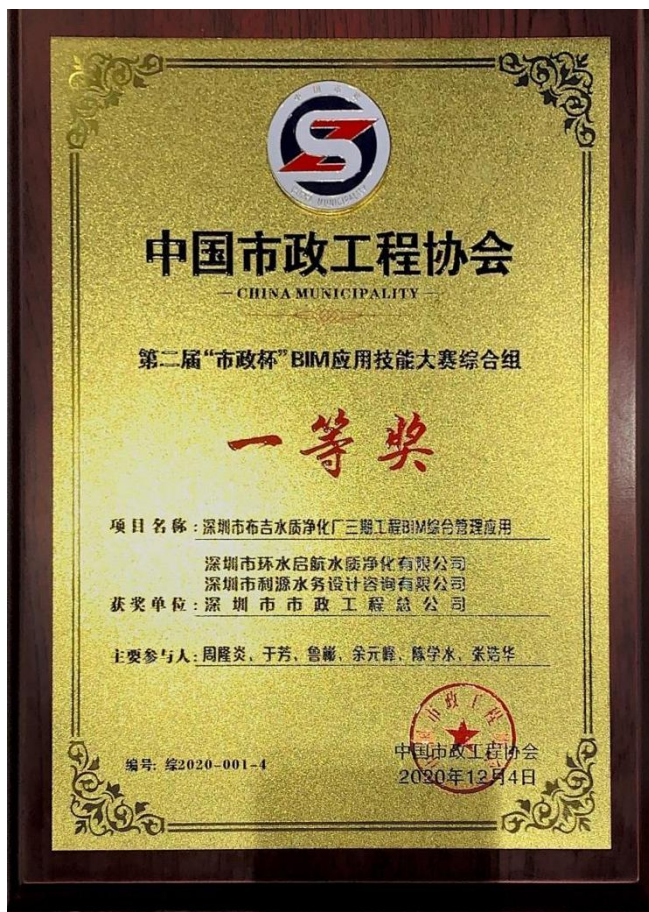 中国市政
CHINA MUNICIPALITY
中国市政工程协会
CHINA MUNICIPALITY
第二届“市政杯”BIM应用技能大赛综合组
一等奖
项目名称:深圳市布吉水质净化厂三期工程BIM综合管理应用
深圳市环水启航水质净化有限公司
深圳市利源水务设计咨询有限公司
获奖单位:深圳市市政工程总公司
主要参与人:周隆炎、于芳、鲁彬、余元峰、陈学水、张浩华
编号: 综2020-001-4
中国市政工程协会
2020年12月4日